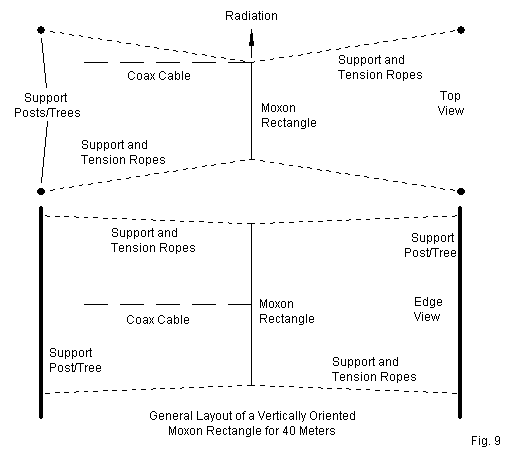 Radiation
Support and
Tension Ropes
Coax Cable
Support
Posts/Trees
Moxon
Rectangle
Top
View
Support and
Tension Ropes
Support and
Tension Ropes
Support
Post/Tree
Moxon
Rectangle
Edge
View
Coax Cable
Support
Post/Tree
Support and
Tension Ropes
General Layout of a Vertically Oriented
Moxon Rectangle for 40 Meters
Fig. 9